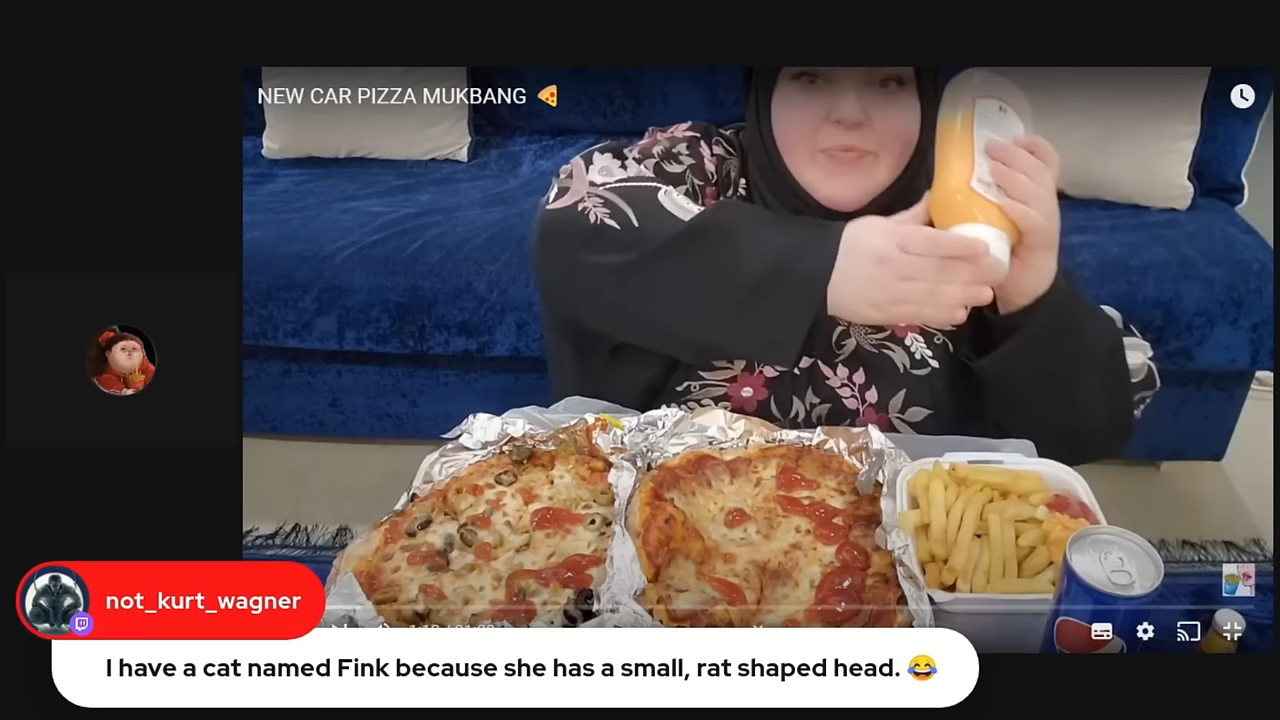 NEW CAR PIZZA MUKBANG 🍕
not_kurt_wagner
I have a cat named Fink because she has a small, rat shaped head. 😂